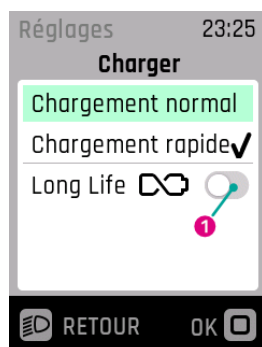 Réglages 23:25
Charger
Chargement normal
Chargement rapide
Long Life
1
RETOUR OK